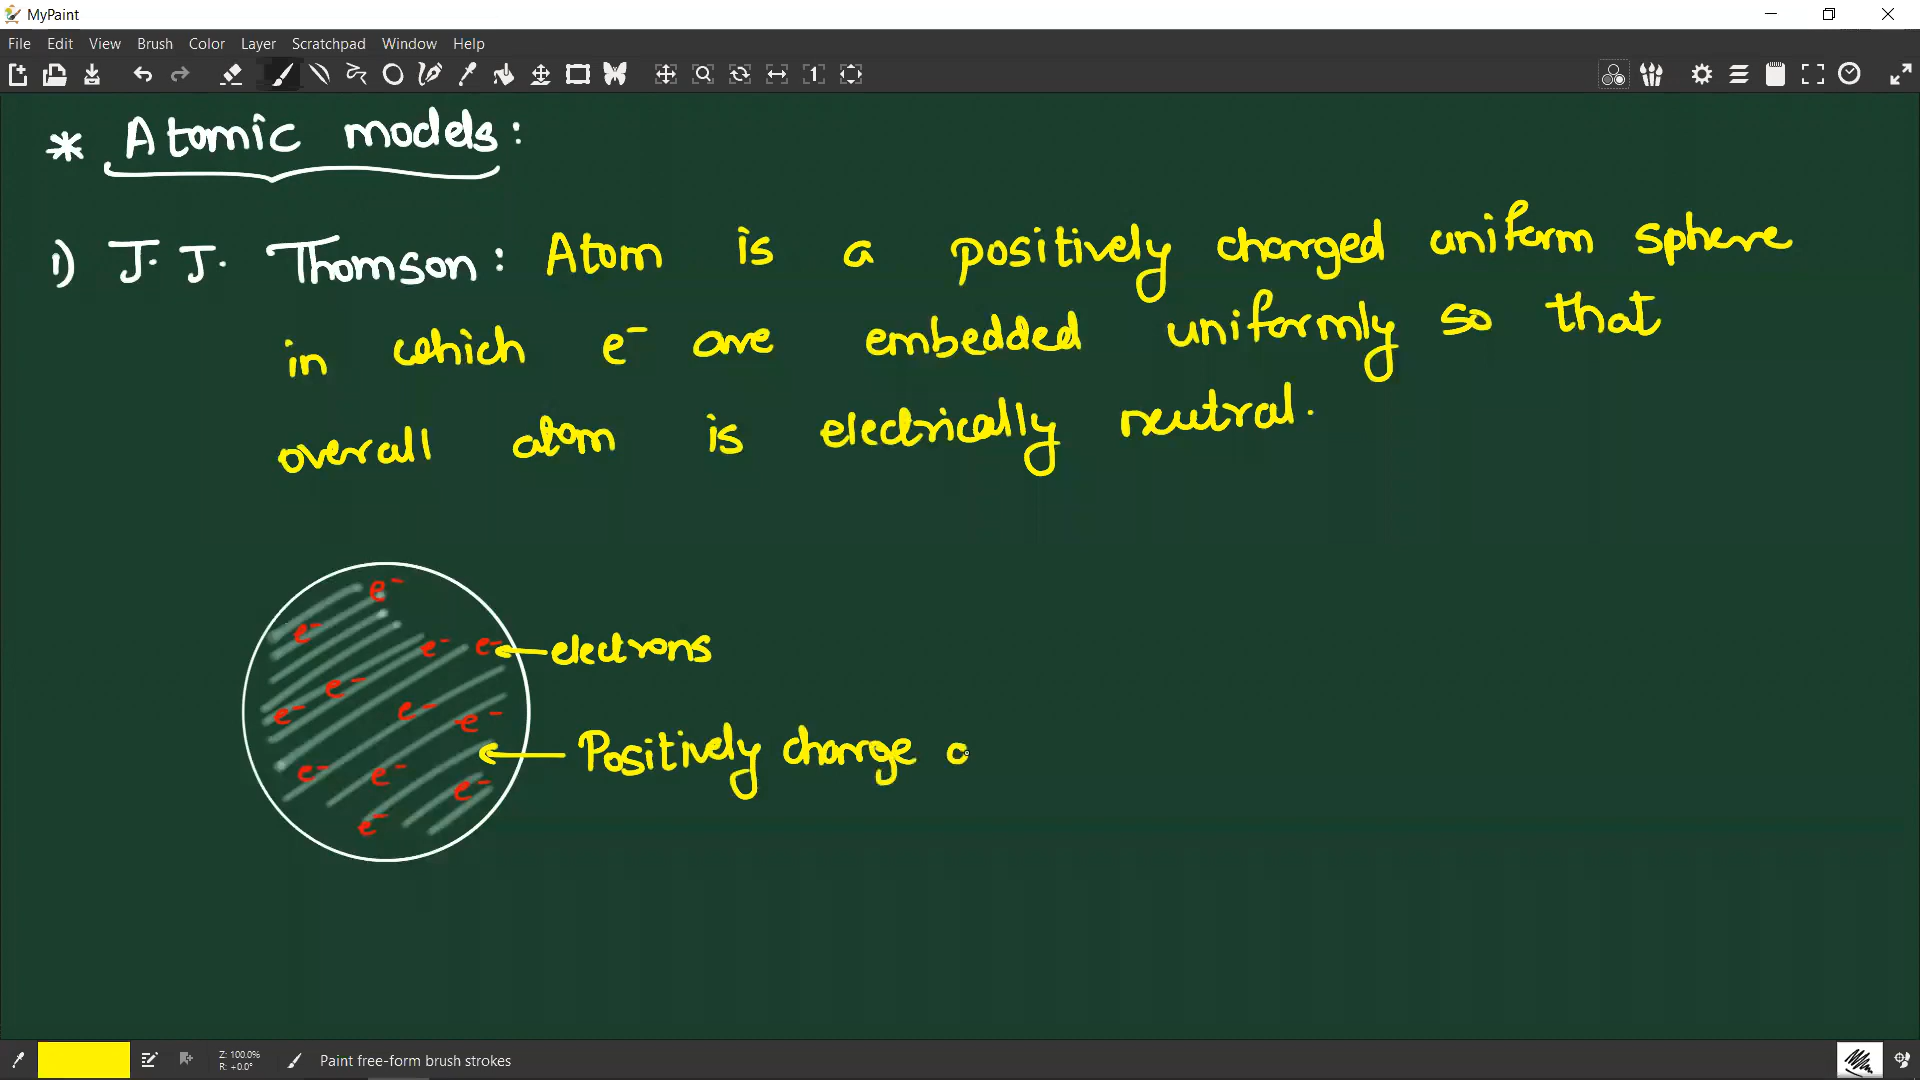 MyPaint
File Edit View Brush Color Layer Scratchpad Window Help
* Atomic models:
1) J. J. Thomson: Atom is a positively charged uniform sphere
in which e⁻ are embedded uniformly so that
overall atom is electrically neutral.
e⁻
e⁻
e⁻ e⁻ electrons
e⁻
e⁻ e⁻ e⁻
Positively charge
e⁻ e⁻ e⁻
e⁻
Z: 100.0%
R: +0.0°
Paint free-form brush strokes